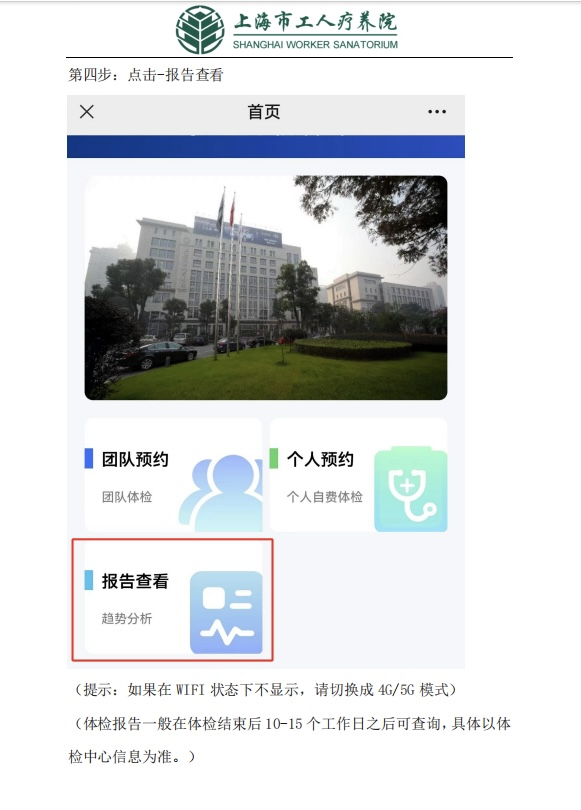 上海市工人疗养院
SHANGHAI WORKER SANATORIUM
第四步：点击-报告查看
首页
团队预约
团队体检
个人预约
个人自费体检
报告查看
趋势分析
（提示：如果在 WIFI 状态下不显示，请切换成 4G/5G 模式）
（体检报告一般在体检结束后 10-15 个工作日之后可查询，具体以体
检中心信息为准。）